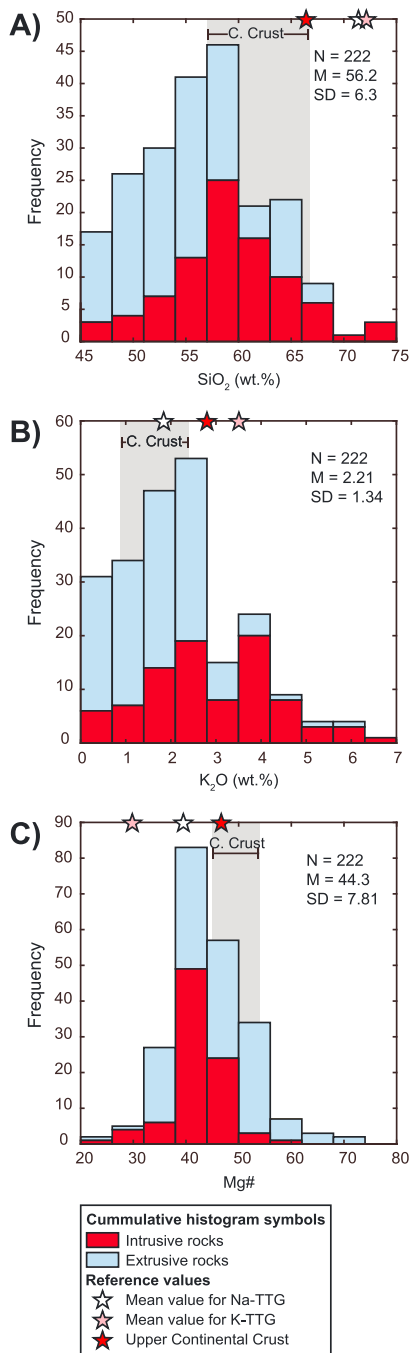 A)
C. Crust
N = 222
M = 56.2
SD = 6.3
Frequency
50
45
40
35
30
25
20
15
10
5
0
45 50 55 60 65 70 75
SiO₂ (wt.%)
B)
C. Crust
N = 222
M = 2.21
SD = 1.34
Frequency
60
50
40
30
20
10
0
0 1 2 3 4 5 6 7
K₂O (wt.%)
C)
C. Crust
N = 222
M = 44.3
SD = 7.81
Frequency
90
80
70
60
50
40
30
20
10
0
20 30 40 50 60 70 80
Mg#
Cummulative histogram symbols
Intrusive rocks
Extrusive rocks
Reference values
Mean value for Na-TTG
Mean value for K-TTG
Upper Continental Crust